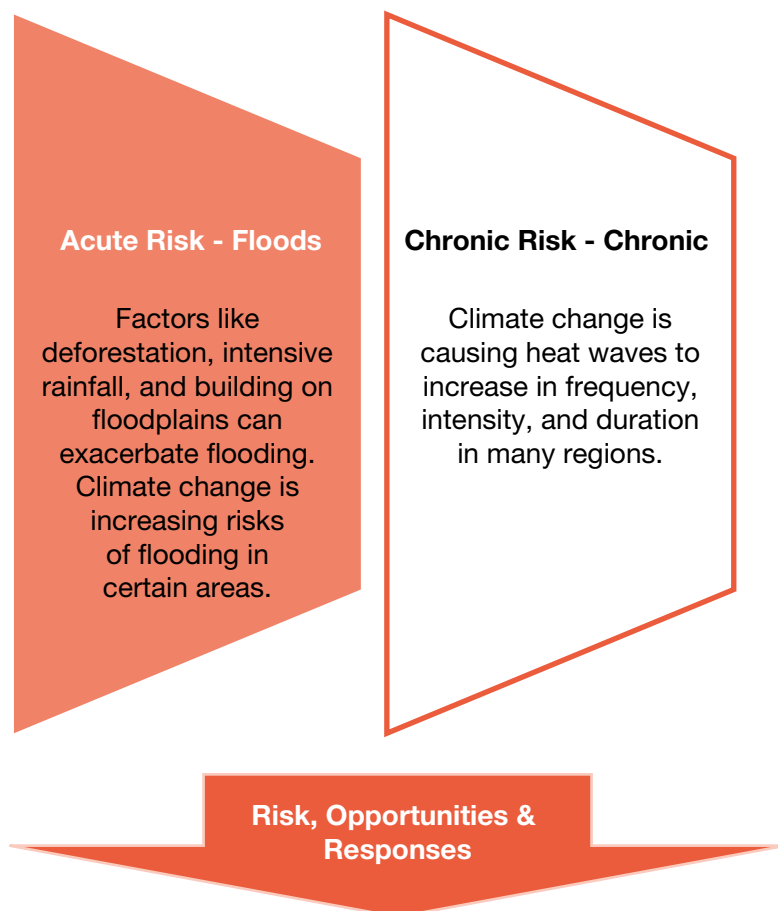 Acute Risk - Floods
Factors like
deforestation, intensive
rainfall, and building on
floodplains can
exacerbate flooding.
Climate change is
increasing risks
of flooding in
certain areas.
Chronic Risk - Chronic
Climate change is
causing heat waves to
increase in frequency,
intensity, and duration
in many regions.
Risk, Opportunities &
Responses